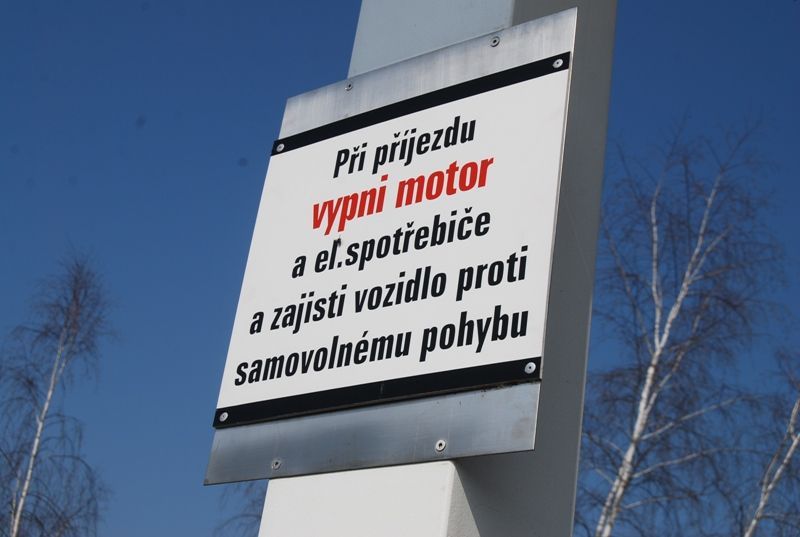 Při příjezdu
vypni motor
a el.spotřebiče
a zajisti vozidlo proti
samovolnému pohybu